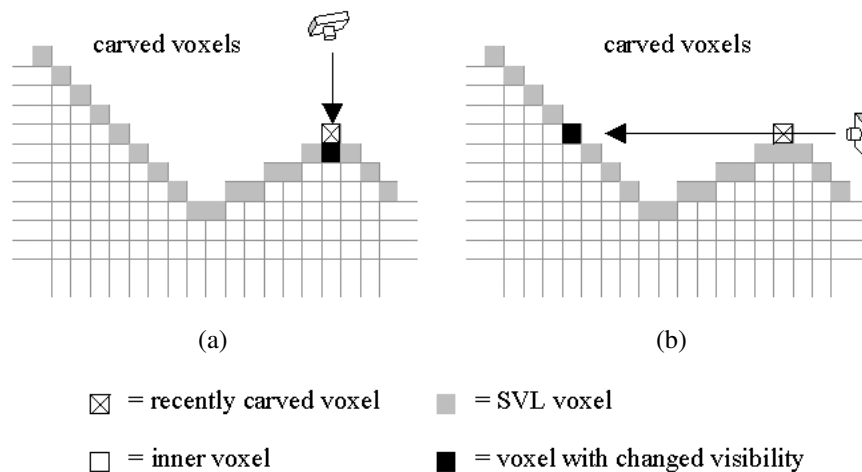 carved voxels
carved voxels
(a)
(b)
= recently carved voxel
= SVL voxel
= inner voxel
= voxel with changed visibility